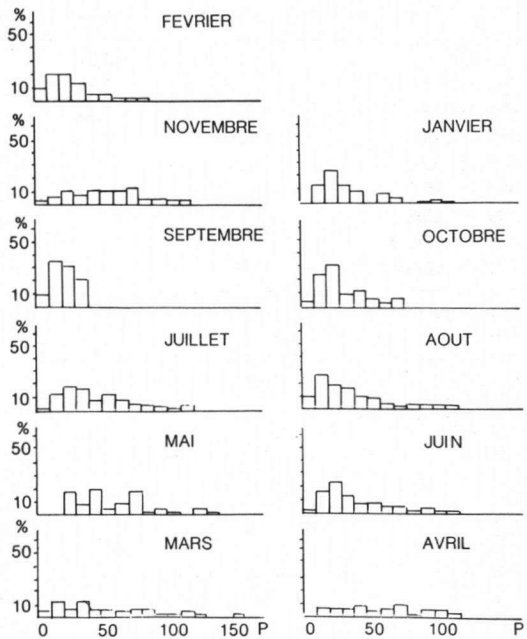 %
50
10
FEVRIER
%
50
10
NOVEMBRE
JANVIER
%
50
10
SEPTEMBRE
OCTOBRE
%
50
10
JUILLET
AOUT
%
50
10
MAI
JUIN
%
50
10
MARS
AVRIL
0 50 100 150 P
0 50 100 P